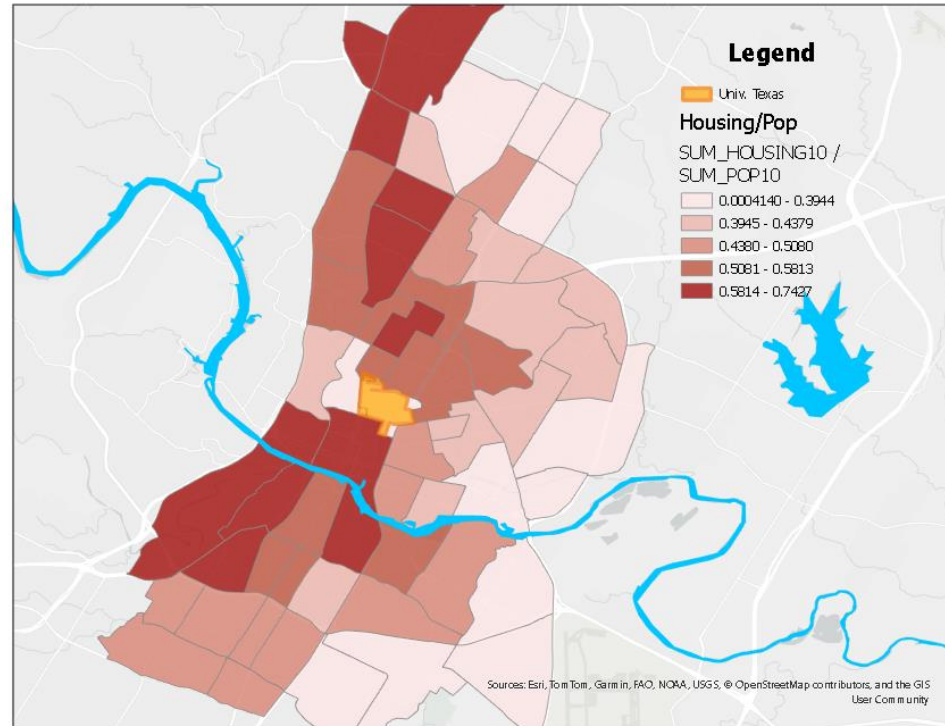 Legend
Univ. Texas
Housing/Pop
SUM_HOUSING10 /
SUM_POP10
0.0004140 - 0.3944
0.3945 - 0.4379
0.4380 - 0.5080
0.5081 - 0.5813
0.5814 - 0.7427
Sources: Esri, TomTom, Garmin, FAO, NOAA, USGS, © OpenStreetMap contributors, and the GIS
User Community